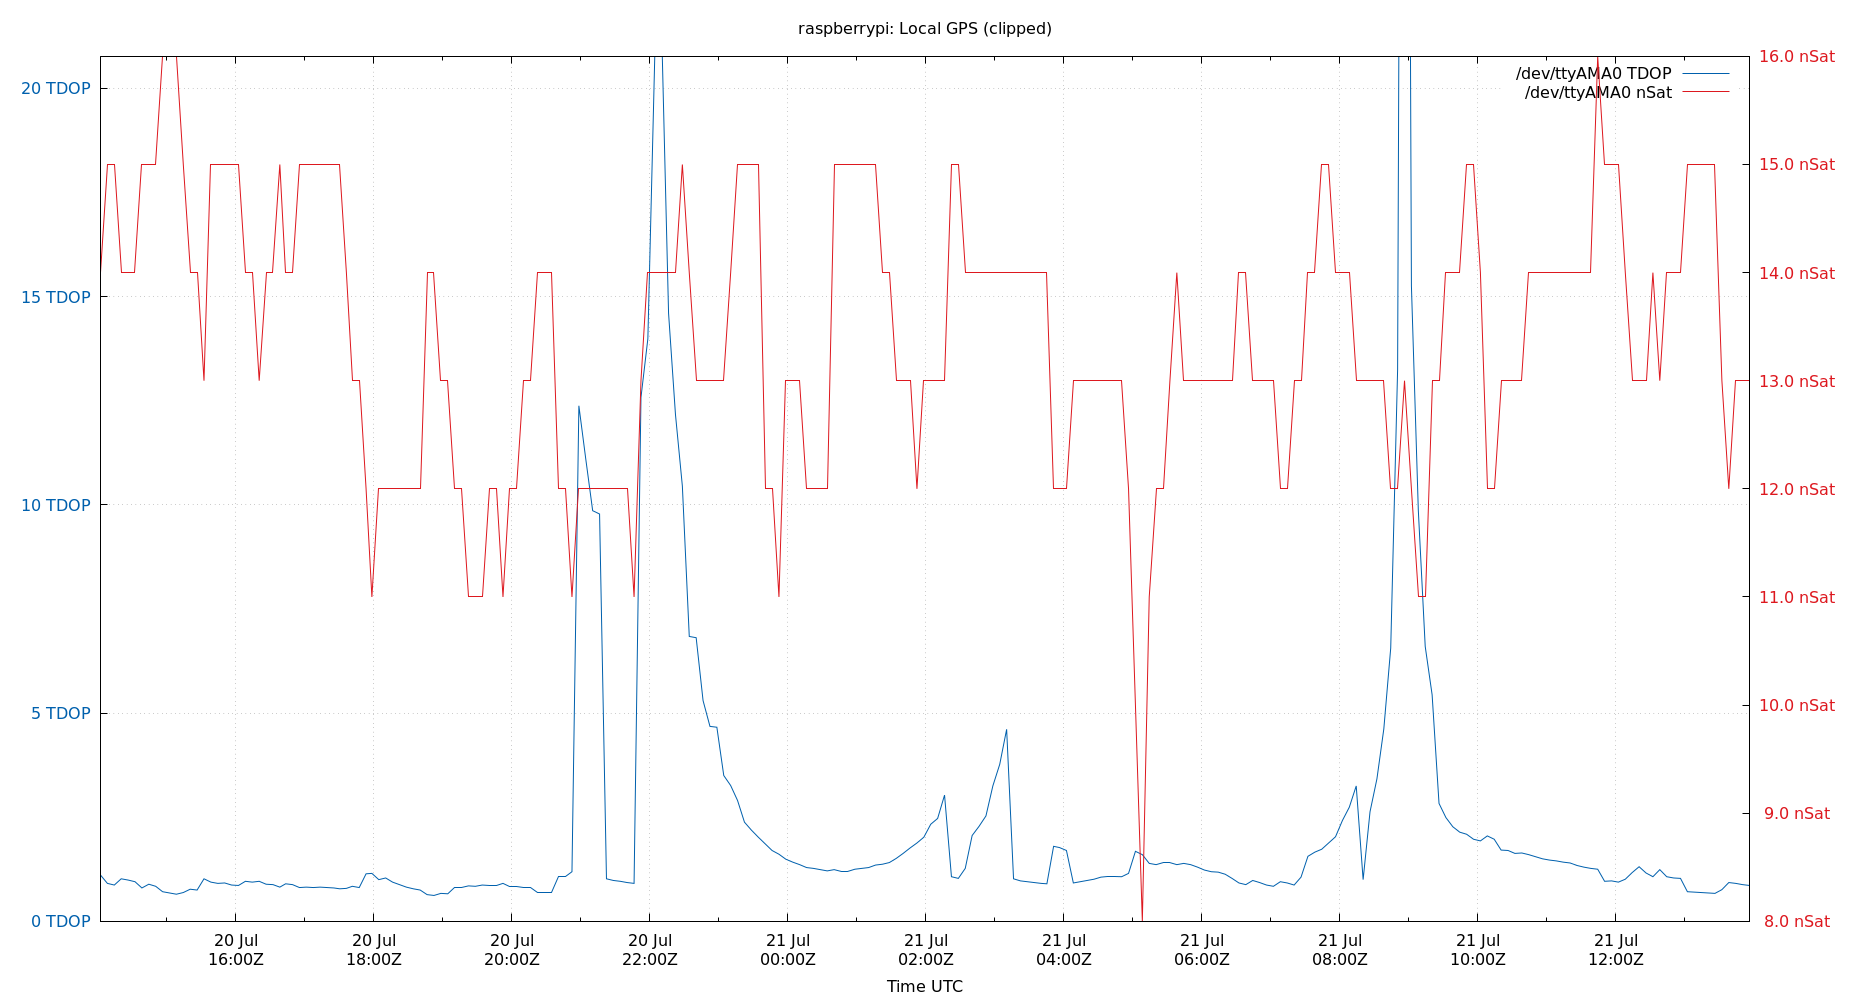 raspberrypi: Local GPS (clipped)
20 TDOP
15 TDOP
10 TDOP
5 TDOP
0 TDOP
/dev/ttyAMA0 TDOP
/dev/ttyAMA0 nSat
16.0 nSat
15.0 nSat
14.0 nSat
13.0 nSat
12.0 nSat
11.0 nSat
10.0 nSat
9.0 nSat
8.0 nSat
20 Jul
16:00Z
20 Jul
18:00Z
20 Jul
20:00Z
20 Jul
22:00Z
21 Jul
00:00Z
21 Jul
02:00Z
21 Jul
04:00Z
21 Jul
06:00Z
21 Jul
08:00Z
21 Jul
10:00Z
21 Jul
12:00Z
Time UTC